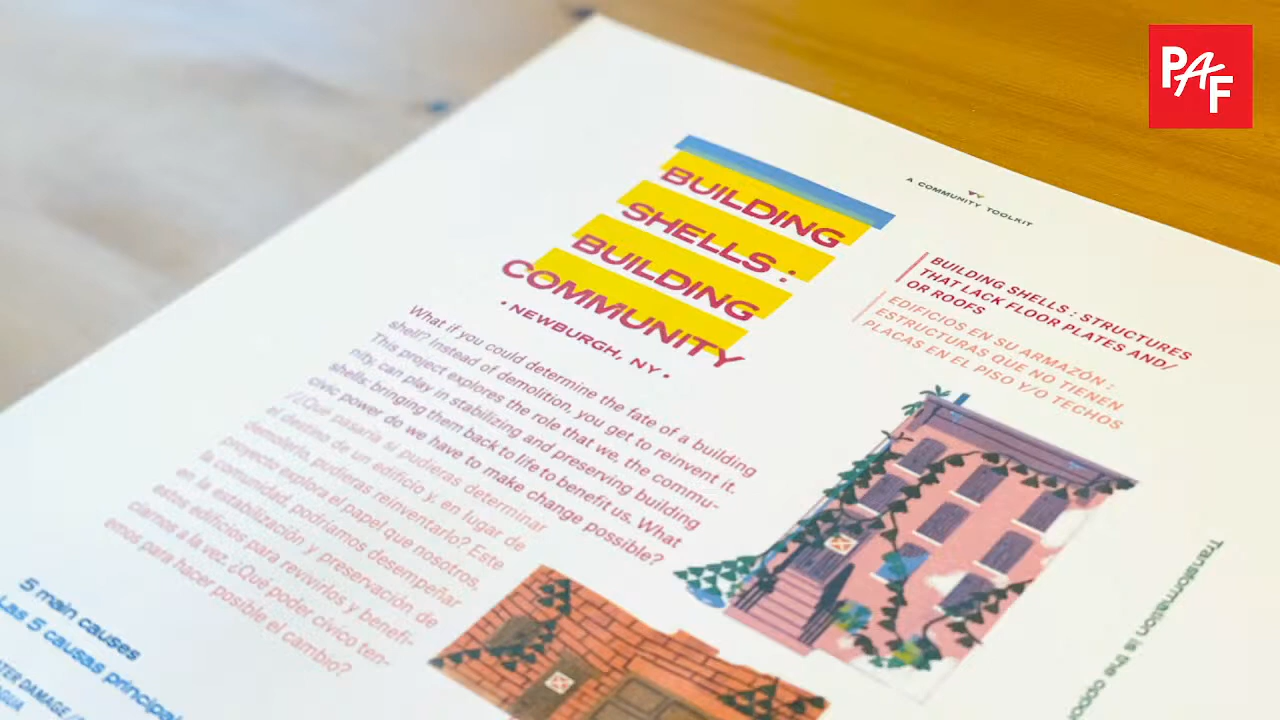 PAF
A COMMUNITY TOOLKIT
BUILDING
SHELLS :
BUILDING
COMMUNITY
• NEWBURGH, NY •
What if you could determine the fate of a building
shell? Instead of demolition, you get to reinvent it.
This project explores the role that we, the commu-
nity, can play in stabilizing and preserving building
shells, bringing them back to life to benefit us. What
civic power do we have to make change possible?
/¿Qué pasaría si pudieras determinar
el destino de un edificio y, en lugar de
demolerlo, pudieras reinventarlo? Este
proyecto explora el papel que nosotros,
la comunidad, podríamos desempeñar
en la estabilización y preservación de
estos edificios para revivirlos y benefi-
ciarnos a la vez. ¿Qué poder cívico ten-
emos para hacer posible el cambio?
BUILDING SHELLS : STRUCTURES
THAT LACK FLOOR PLATES AND/
OR ROOFS
EDIFICIOS EN SU ARMAZÓN :
ESTRUCTURAS QUE NO TIENEN
PLACAS EN EL PISO Y/O TECHOS
5 main causes
Las 5 causas principal
TER DAMAGE /
AGUA
Transformation is the oppo